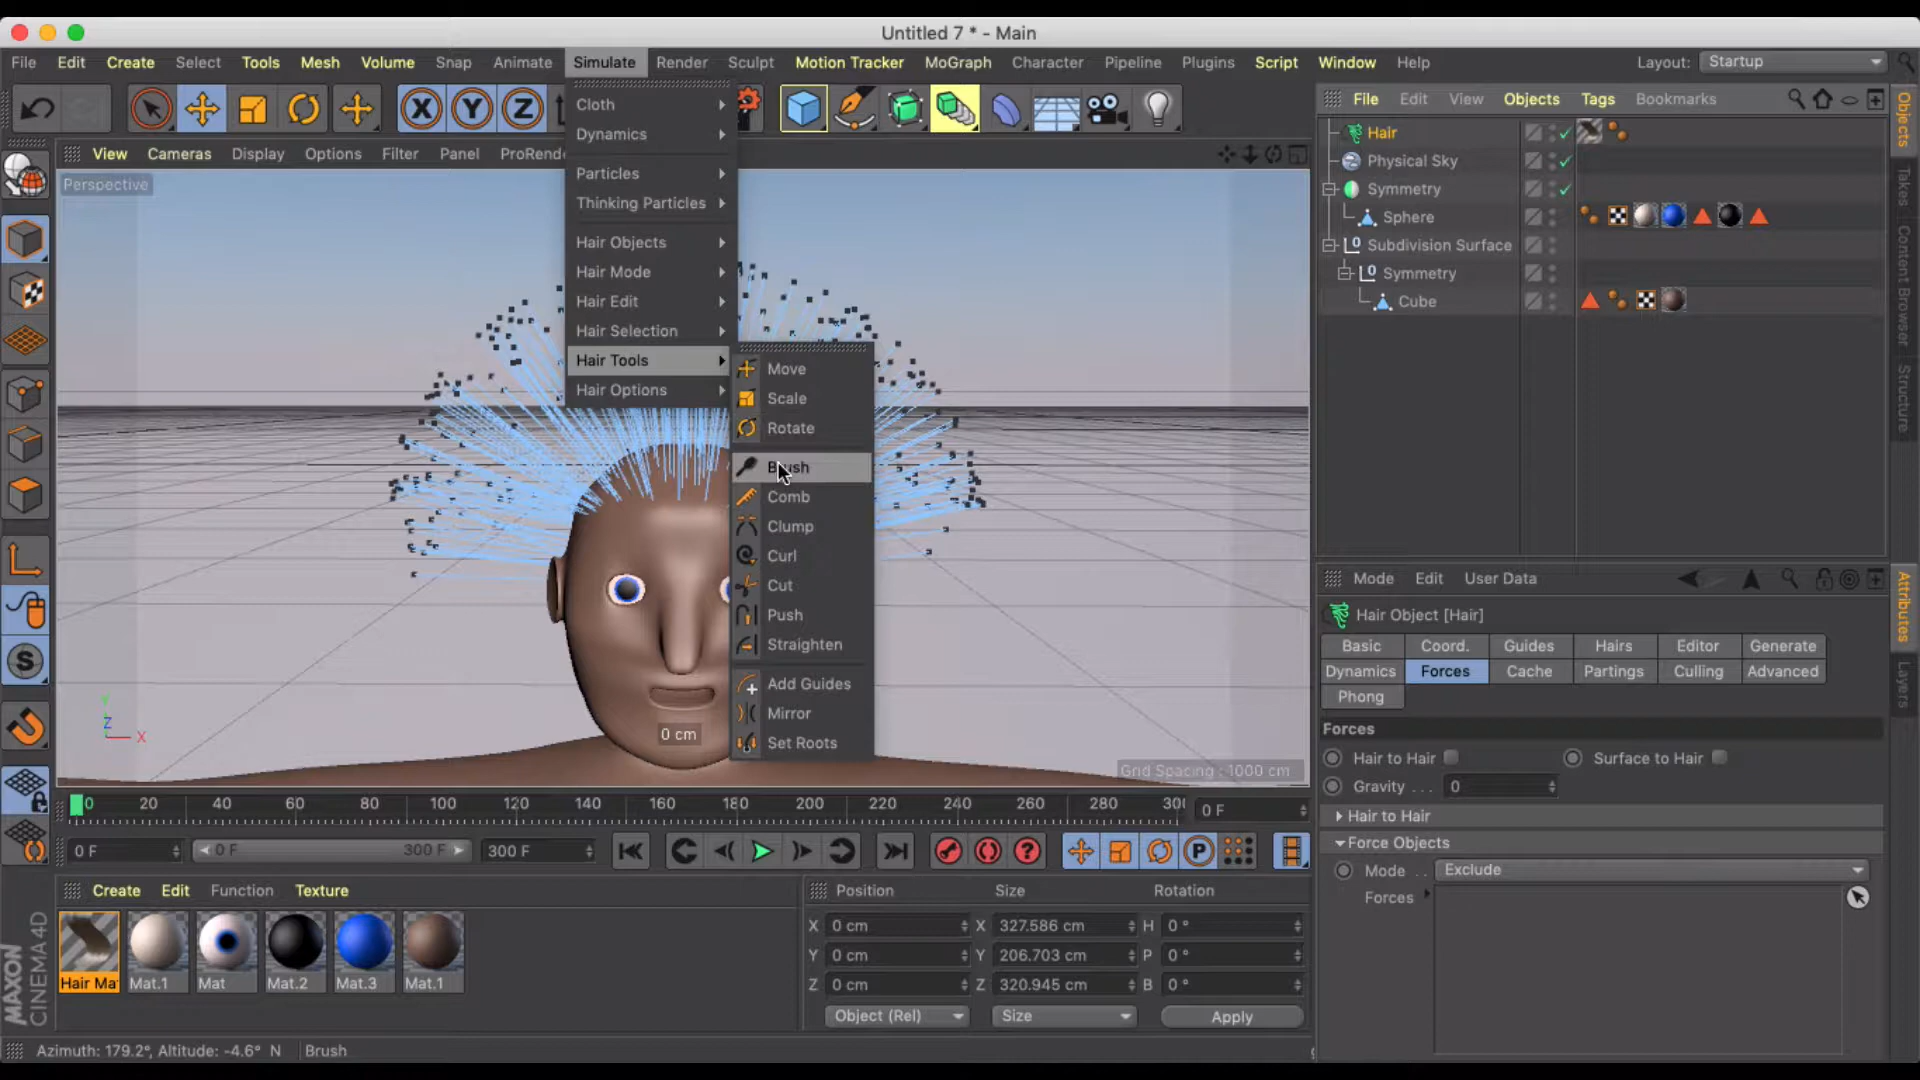 Untitled 7 * - Main
File Edit Create Select Tools Mesh Volume Snap Animate Simulate Render Sculpt Motion Tracker MoGraph Character Pipeline Plugins Script Window Help Layout: Startup
X Y Z
View Cameras Display Options Filter Panel ProRend
Perspective
Cloth
Dynamics
Particles
Thinking Particles
Hair Objects
Hair Mode
Hair Edit
Hair Selection
Hair Tools
Hair Options
Move
Scale
Rotate
Brush
Comb
Clump
Curl
Cut
Push
Straighten
Add Guides
Mirror
Set Roots
0 cm
Grid Spacing : 1000 cm
Y
Z
X
File Edit View Objects Tags Bookmarks
Hair
Physical Sky
Symmetry
Sphere
Subdivision Surface
Symmetry
Cube
Objects
Takes
Content Browser
Structure
Attributes
Layers
Mode Edit User Data
Hair Object [Hair]
Basic Coord. Guides Hairs Editor Generate
Dynamics Forces Cache Partings Culling Advanced
Phong
Forces
Hair to Hair Surface to Hair
Gravity . . . 0
Hair to Hair
Force Objects
Mode . . Exclude
Forces
0 20 40 60 80 100 120 140 160 180 200 220 240 260 280 300 0 F
0 F 0 F 300 F 300 F
Create Edit Function Texture
Hair Ma Mat.1 Mat Mat.2 Mat.3 Mat.1
Position Size Rotation
X 0 cm X 327.586 cm H 0 °
Y 0 cm Y 206.703 cm P 0 °
Z 0 cm Z 320.945 cm B 0 °
Object (Rel) Size Apply
MAXON
CINEMA 4D
Azimuth: 179.2°, Altitude: -4.6° N Brush